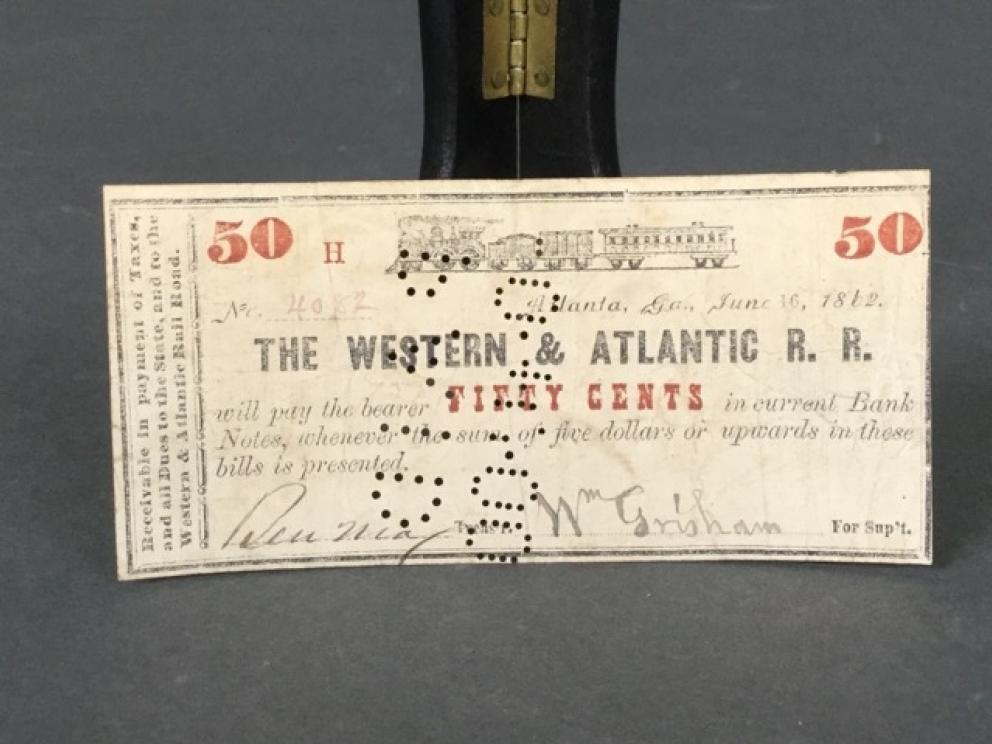 Receivable in payment of Taxes,
and all Dues to the State, and to the
Western & Atlantic Rail Road.
50 H 50
No. 4082 Atlanta, Ga., June 16, 1862.
THE WESTERN & ATLANTIC R. R.
will pay the bearer FIFTY CENTS in current Bank
Notes, whenever the sum of five dollars or upwards in these
bills is presented.
Ben May Treas'r. Wm Grisham For Sup't.